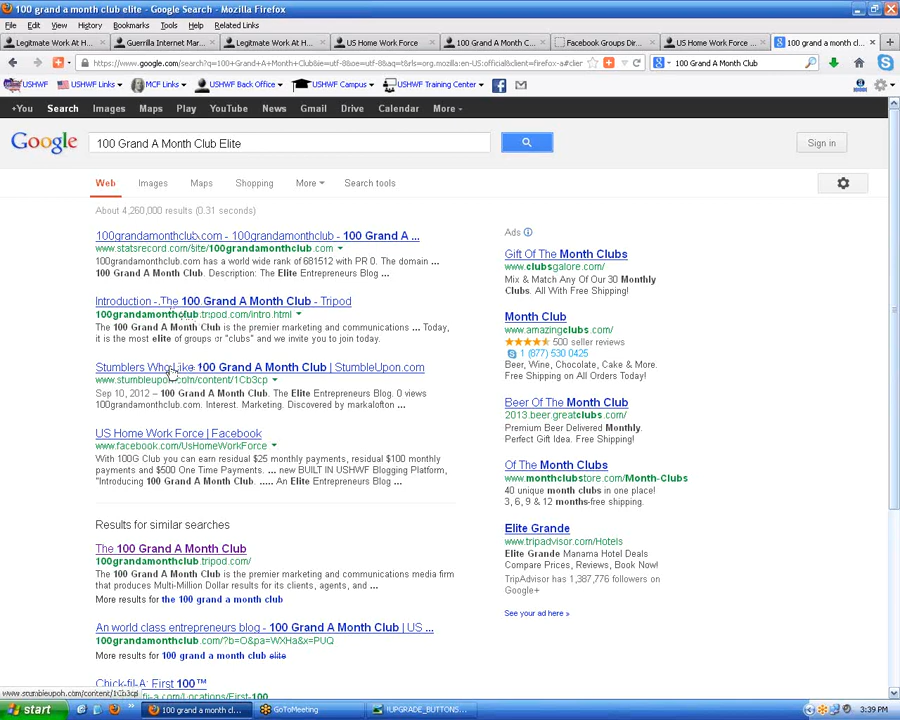 100 grand a month club elite - Google Search - Mozilla Firefox
File Edit View History Bookmarks Tools Help Related Links
Legitmate Work At H...
Guerrilla Internet Mar...
Legitmate Work At H...
US Home Work Force
100 Grand A Month C...
Facebook Groups Dir...
US Home Work Force ...
100 grand a month cl...
https://www.google.com/search?q=100+Grand+A+Month+Club&ie=utf-8&oe=utf-8&aq=t&rls=org.mozilla:en-US:official&client=firefox-a#clier
100 Grand A Month Club
USHWF USHWF Links MCF Links USHWF Back Office USHWF Campus USHWF Training Center
+You Search Images Maps Play YouTube News Gmail Drive Calendar More
Google
100 Grand A Month Club Elite
Sign in
Web Images Maps Shopping More Search tools
About 4,260,000 results (0.31 seconds)
100grandamonthclub.com - 100grandamonthclub - 100 Grand A ...
www.statsrecord.com/site/100grandamonthclub.com
100grandamonthclub.com has a world wide rank of 681512 with PR 0. The domain ...
100 Grand A Month Club. Description: The Elite Entrepreneurs Blog ...
Introduction - The 100 Grand A Month Club - Tripod
100grandamonthclub.tripod.com/intro.html
The 100 Grand A Month Club is the premier marketing and communications ... Today,
it is the most elite of groups or "clubs" and we invite you to join today.
Stumblers Who Like 100 Grand A Month Club | StumbleUpon.com
www.stumbleupon.com/content/1Cb3cp
Sep 10, 2012 – 100 Grand A Month Club. The Elite Entrepreneurs Blog. 0 views
100grandamonthclub.com. Interest. Marketing. Discovered by markalofton ...
US Home Work Force | Facebook
www.facebook.com/UsHomeWorkForce
With 100G Club you can earn residual $25 monthly payments, residual $100 monthly
payments and $500 One Time Payments. ... new BUILT IN USHWF Blogging Platform,
"Introducing 100 Grand A Month Club. ..... An Elite Entrepreneurs Blog ...
Results for similar searches
The 100 Grand A Month Club
100grandamonthclub.tripod.com/
The 100 Grand A Month Club is the premier marketing and communications media firm
that produces Multi-Million Dollar results for its clients, agents, and ...
More results for the 100 grand a month club
An world class entrepreneurs blog - 100 Grand A Month Club | US ...
100grandamonthclub.com/?b=O&pa=WXHa&x=PUQ
More results for 100 grand a month club elite
Chick-fil-A: First 100™
fil-a.com/Locations/First-100
Ads
Gift Of The Month Clubs
www.clubsgalore.com/
Mix & Match Any Of Our 30 Monthly
Clubs. All With Free Shipping!
Month Club
www.amazingclubs.com/
500 seller reviews
1 (877) 530 0425
Beer, Wine, Chocolate, Cake & More.
Free Shipping on All Orders Today!
Beer Of The Month Club
2013.beer.greatclubs.com/
Premium Beer Delivered Monthly.
Perfect Gift Idea. Free Shipping!
Of The Month Clubs
www.monthclubstore.com/Month-Clubs
40 unique month clubs in one place!
3, 6, 9 & 12 months-free shipping.
Elite Grande
www.tripadvisor.com/Hotels
Elite Grande Manama Hotel Deals
Compare Prices, Reviews, Book Now!
TripAdvisor has 1,387,776 followers on
Google+
See your ad here »
www.stumbleupon.com/content/1Cb3cp
start
100 grand a month cl...
GoToMeeting
!UPGRADE_BUTTONS...
3:39 PM